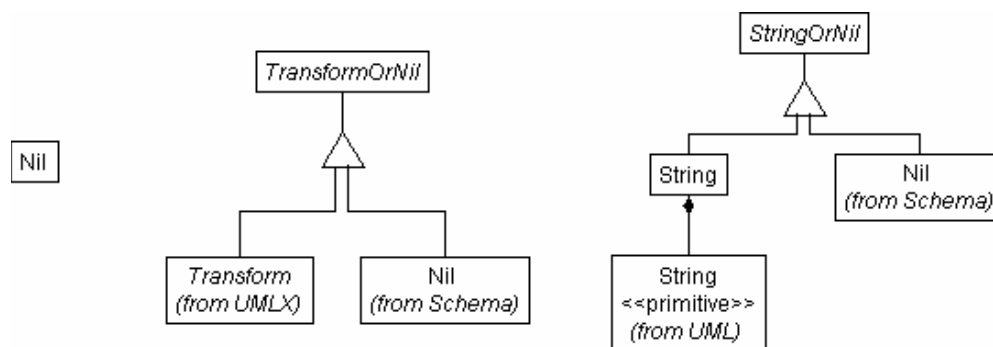 StringOrNil
TransformOrNil
Nil
String
Nil
(from Schema)
Transform
(from UMLX)
Nil
(from Schema)
String
<<primitive>>
(from UML)